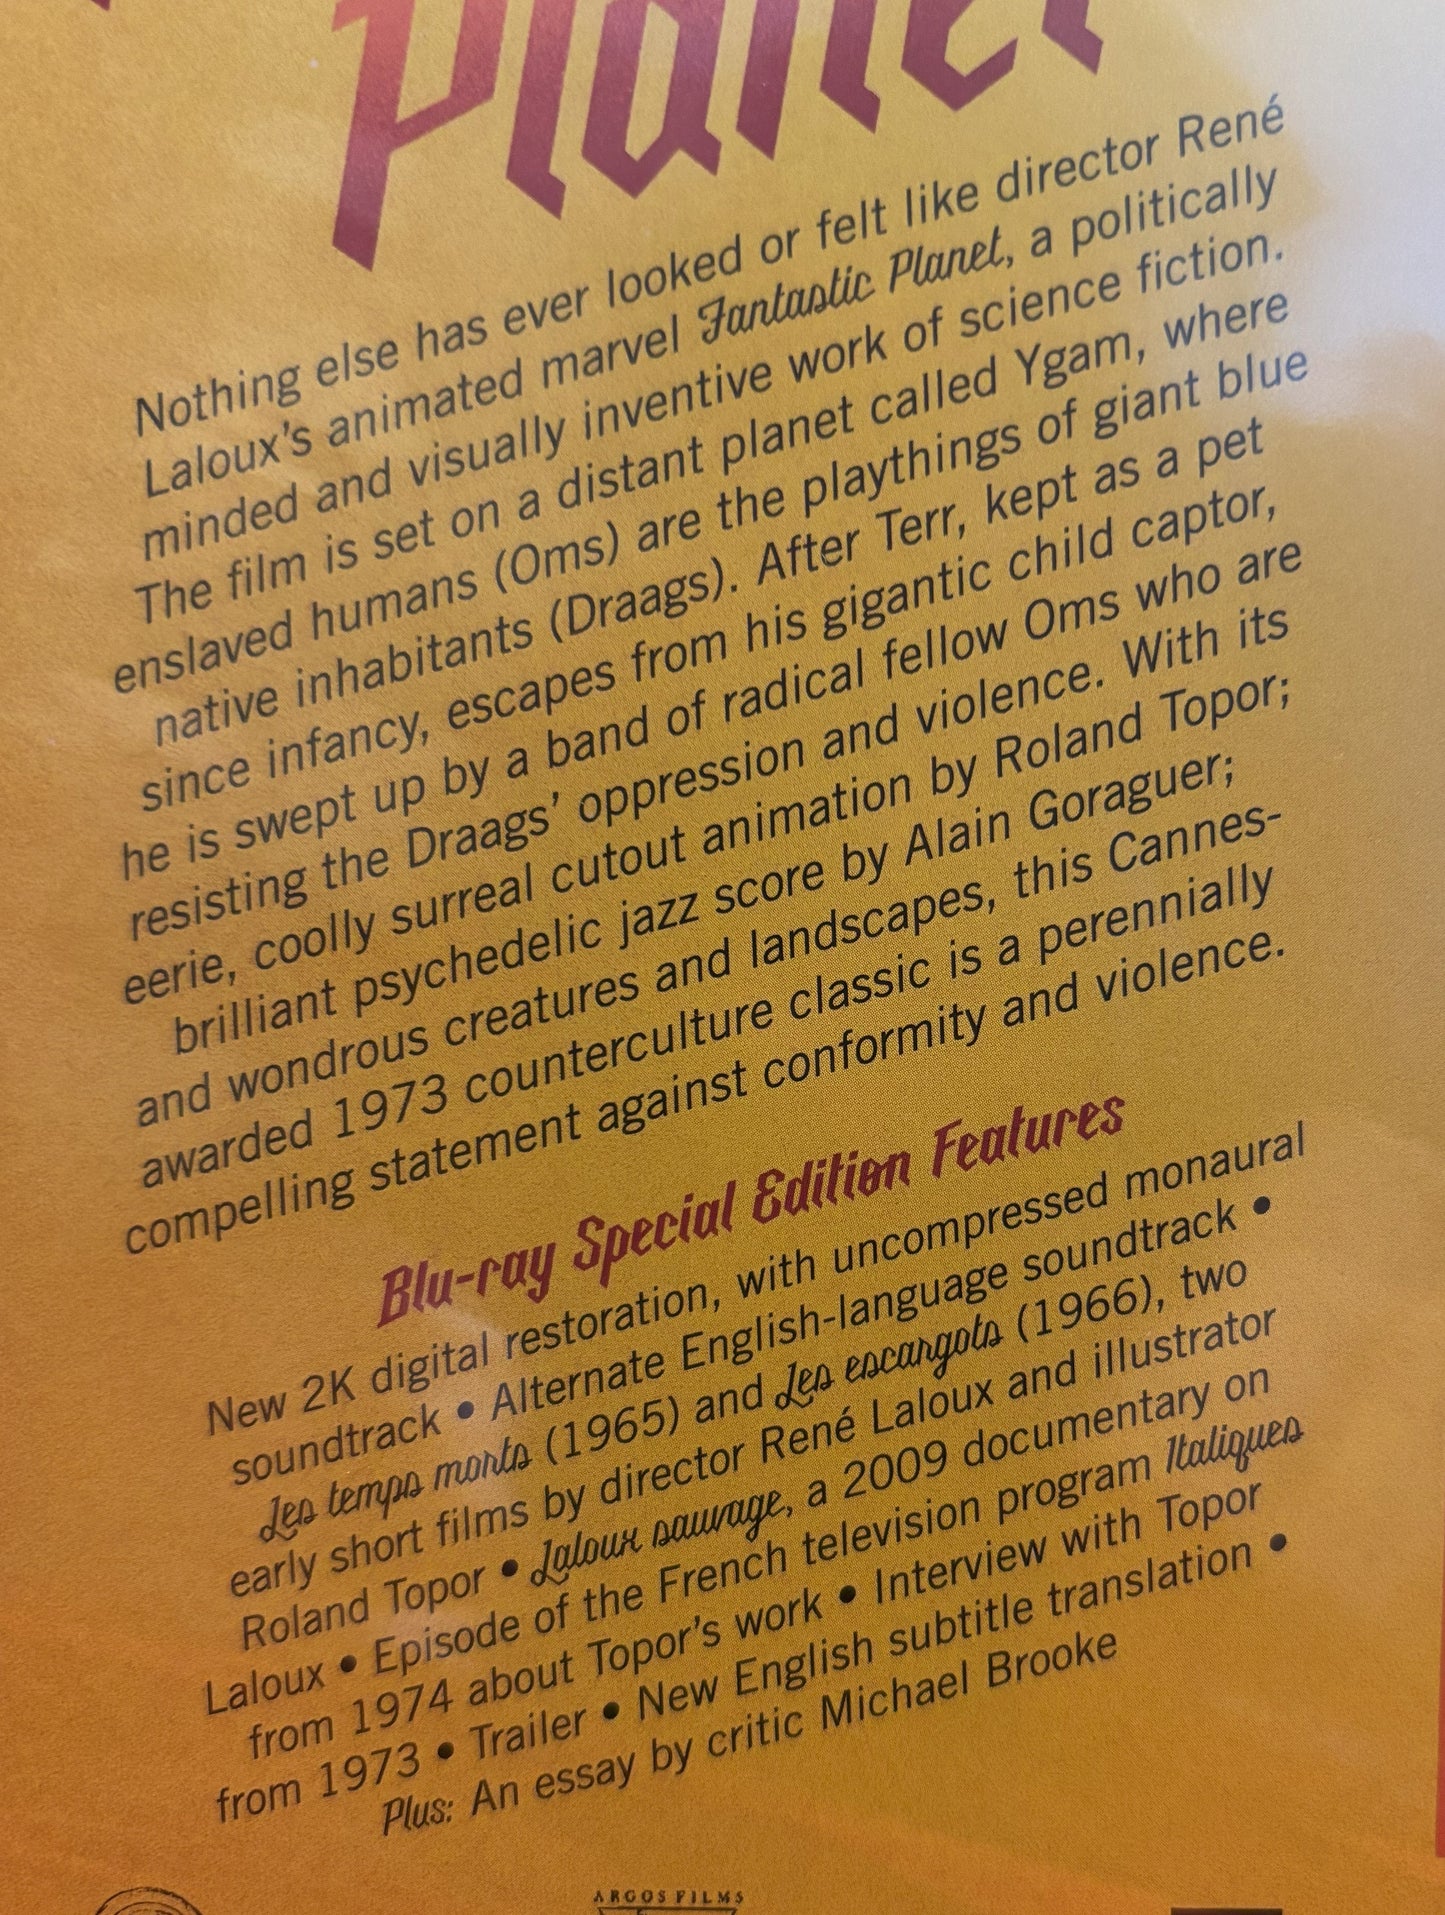 Planet
Nothing else has ever looked or felt like director René
Laloux's animated marvel Fantastic Planet, a politically
minded and visually inventive work of science fiction.
The film is set on a distant planet called Ygam, where
enslaved humans (Oms) are the playthings of giant blue
native inhabitants (Draags). After Terr, kept as a pet
since infancy, escapes from his gigantic child captor,
he is swept up by a band of radical fellow Oms who are
resisting the Draags' oppression and violence. With its
eerie, coolly surreal cutout animation by Roland Topor;
brilliant psychedelic jazz score by Alain Goraguer;
and wondrous creatures and landscapes, this Cannes-
awarded 1973 counterculture classic is a perennially
compelling statement against conformity and violence.
Blu-ray Special Edition Features
New 2K digital restoration, with uncompressed monaural
soundtrack • Alternate English-language soundtrack •
Les temps morts (1965) and Les escargots (1966), two
early short films by director René Laloux and illustrator
Roland Topor • Laloux sauvage, a 2009 documentary on
Laloux • Episode of the French television program Italiques
from 1974 about Topor's work • Interview with Topor
from 1973 • Trailer • New English subtitle translation •
Plus: An essay by critic Michael Brooke
ARGOS FILMS